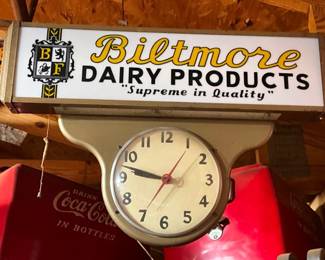 Biltmore
B F
DAIRY PRODUCTS
"Supreme in Quality"
12
11 1
10 2
9 3
8 4
7 5
6
DRINK
Coca-Cola
IN BOTTLES